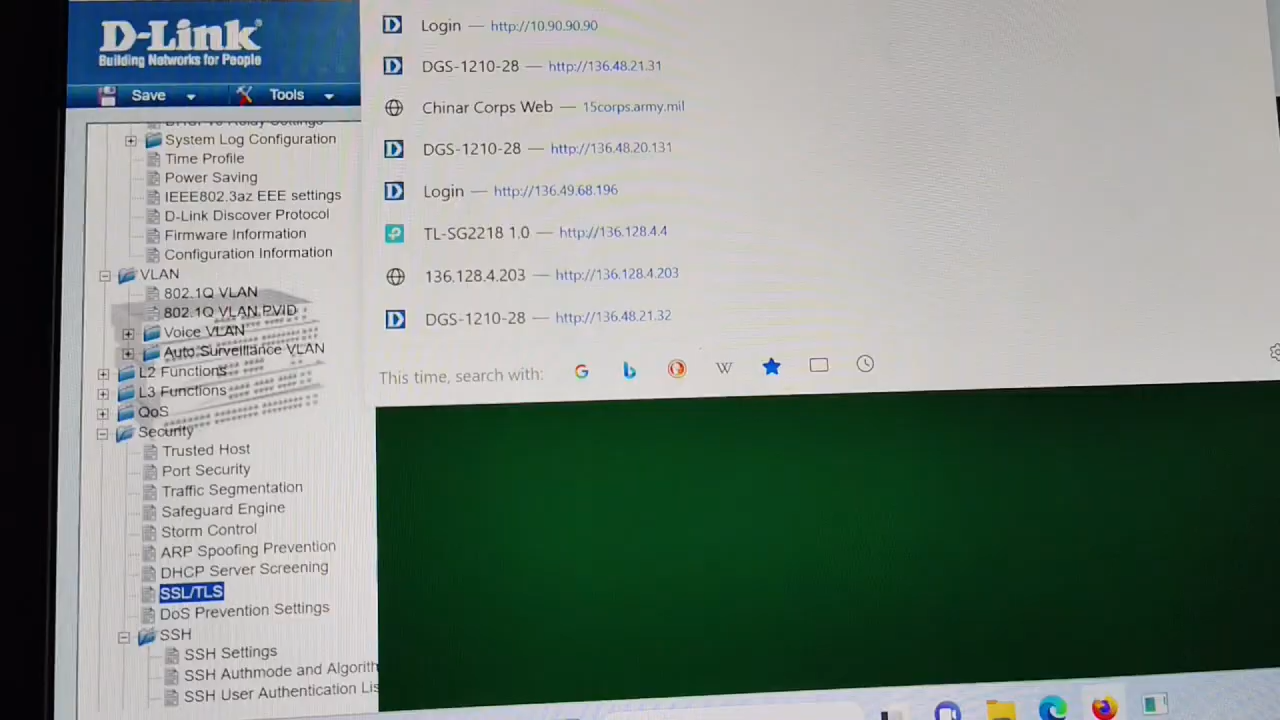 D-Link
Building Networks for People
Save
Tools
System Log Configuration
Time Profile
Power Saving
IEEE802.3az EEE settings
D-Link Discover Protocol
Firmware Information
Configuration Information
VLAN
802.1Q VLAN
802.1Q VLAN PVID
Voice VLAN
Auto Surveillance VLAN
L2 Functions
L3 Functions
QoS
Security
Trusted Host
Port Security
Traffic Segmentation
Safeguard Engine
Storm Control
ARP Spoofing Prevention
DHCP Server Screening
SSL/TLS
DoS Prevention Settings
SSH
SSH Settings
SSH Authmode and Algorith
SSH User Authentication Lis
Login — http://10.90.90.90
DGS-1210-28 — http://136.48.21.31
Chinar Corps Web — 15corps.army.mil
DGS-1210-28 — http://136.48.20.131
Login — http://136.49.68.196
TL-SG2218 1.0 — http://136.128.4.4
136.128.4.203 — http://136.128.4.203
DGS-1210-28 — http://136.48.21.32
This time, search with: